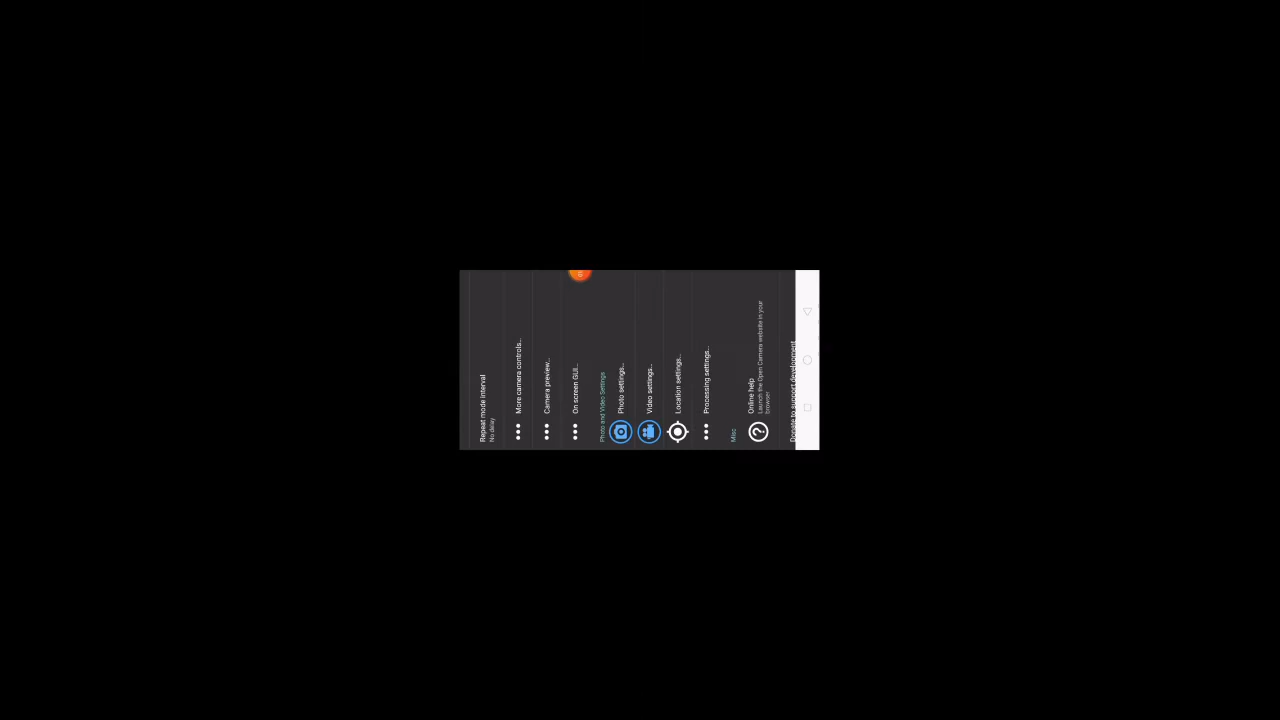 Repeat mode interval
No delay
More camera controls...
Camera preview...
On screen GUI...
Photo and Video Settings
Photo settings...
Video settings...
Location settings...
Processing settings...
Misc
Online help
Launch the Open Camera website in your
browser
Donate to support development